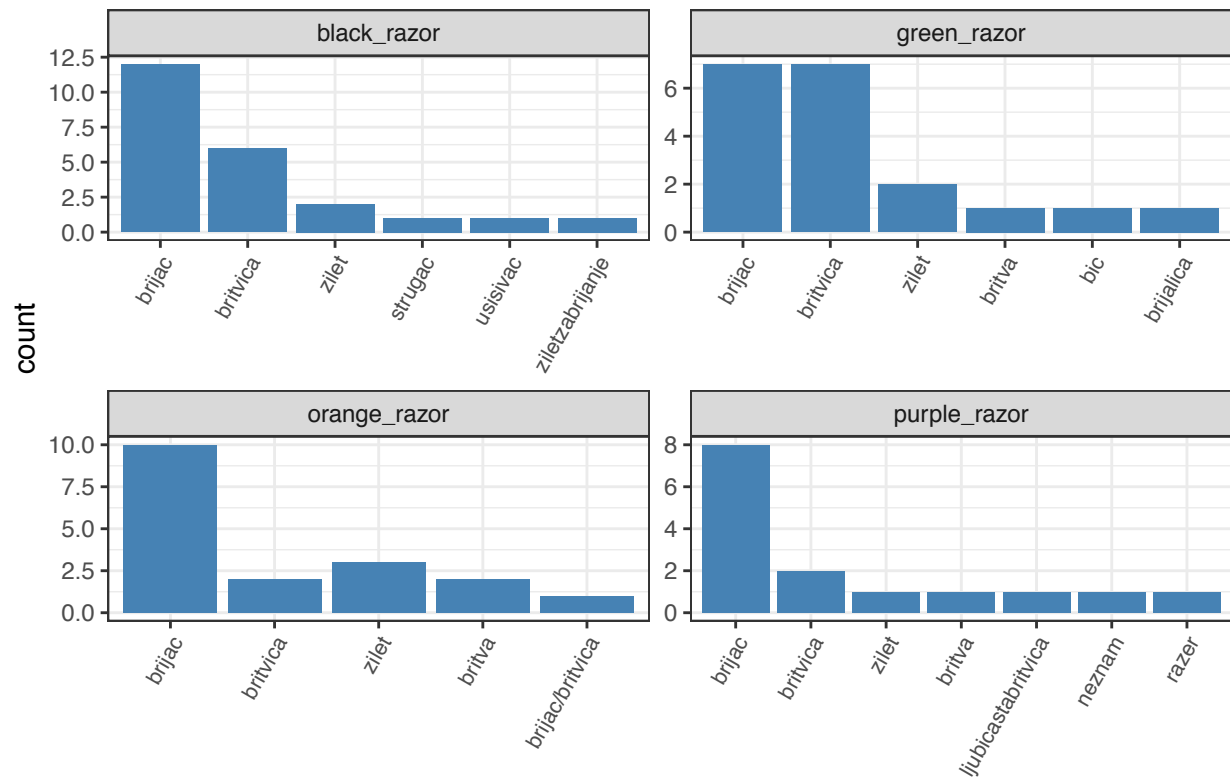 black_razor
12.5
10.0
7.5
5.0
2.5
0.0
brijac
britvica
zilet
strugac
usisivac
ziletzabrijanje
green_razor
6
4
2
0
brijac
britvica
zilet
britva
bic
brijalica
count
orange_razor
10.0
7.5
5.0
2.5
0.0
brijac
britvica
zilet
britva
brijac/britvica
purple_razor
8
6
4
2
0
brijac
britvica
zilet
britva
ljubicastabritvica
neznam
razer